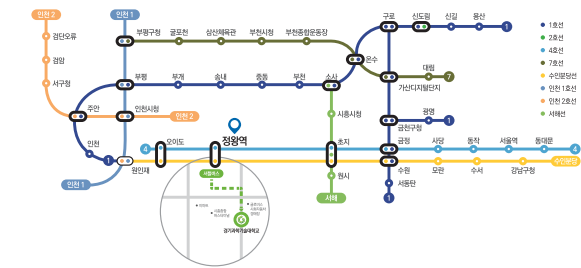 인천 2
인천 1
검단오류
검암
서구청
부평구청
굴포천
삼산체육관
부천시청
부천종합운동장
구로
신도림
신길
용산
1
온수
1호선
2호선
4호선
7호선
수인분당선
인천 1호선
인천 2호선
서해선
부평
부개
송내
중동
부천
소사
대림
7
가산디지털단지
주안
인천시청
인천 2
시흥시청
광명
1
금천구청
인천
1
원인재
인천 1
4
오이도
정왕역
초지
금정
사당
동작
서울역
동대문
4
수인분당
수원
모란
수서
강남구청
원시
서해
서동탄
1
셔틀버스
경기과학기술대학교